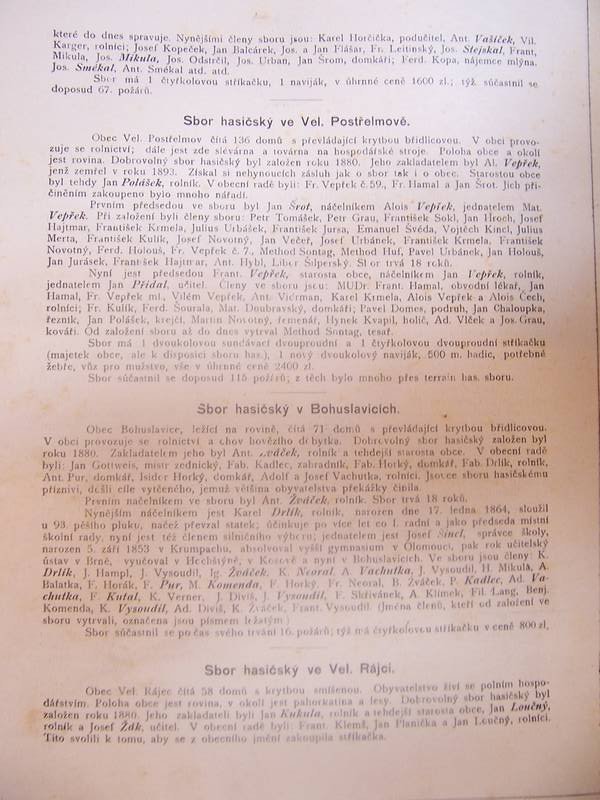 které do dnes spravuje. Nynějšími členy sboru jsou: Karel Horčička, podučitel, Ant. Vašíček, Vil.
Karger, rolníci; Josef Kopeček, Jan Balcárek, Jos. a Jan Flášar, Fr. Leitinský, Jos. Stejskal, Frant.
Mikula, Jos. Mikula, Jos. Odstrčil, Jos. Urban, Jan Šrom, domkáři; Ferd. Kopa, nájemce mlýna.
Jos. Smékal, Ant. Smékal atd. atd.
Sbor má 1 čtyřkolovou stříkačku, 1 naviják, v úhrnné ceně 1600 zl.; týž súčastnil se
doposud 67. požárů.
Sbor hasičský ve Vel. Postřelmově.
Obec Vel. Postřelmov čítá 136 domů s převládající krytbou břidlicovou. V obci provo-
zuje se rolnictví; dále jest zde slévárna a továrna na hospodářské stroje. Poloha obce a okolí
jest rovina. Dobrovolný sbor hasičský byl založen roku 1880. Jeho zakladatelem byl Al. Vepřek,
jenž zemřel v roku 1893. Získal si nehynoucích zásluh jak o sbor tak i o obec. Starostou obce
byl tehdy Jan Polášek, rolník. V obecní radě byli: Fr. Vepřek č. 59., Fr. Hamal a Jan Šrot. Jich při-
činěním zakoupeno bylo mnoho nářadí.
Prvním předsedou ve sboru byl Jan Šrot, náčelníkem Alois Vepřek, jednatelem Mat.
Vepřek. Při založení byli členy sboru: Petr Tomášek, Petr Grau, František Sokl, Jan Hroch, Josef
Hajtmar, František Krmela, Julius Urbášek, František Jursa, Emanuel Švéda, Vojtěch Kincl, Julius
Merta, František Kulík, Josef Novotný, Jan Večeř, Josef Urbánek, František Krmela. František
Novotný, Ferd. Holouš, Fr. Vepřek č. 7., Method Sontag, Method Huf, Pavel Urbánek, Jan Holouš,
Jan Jurásek, František Hajtmar, Ant. Hybl, Libor Šilperský. Sl or trvá 18 roků.
Nyní jest předsedou Frant. Vepřek, starosta obce, náčelníkem Jan Vepřek, rolník,
jednatelem Jan Přidal, učitel. Členy ve sboru jsou: MUDr. Frant. Hamal, obvodní lékař, Jan
Hamal, Fr. Vepřek ml., Vilém Vepřek, Ant. Vičrman, Karel Krmela, Alois Vepřek a Alois Čech,
rolníci; Fr. Kulík, Ferd. Šourala, Mat. Doubravský, domkáři; Pavel Domes, podruh, Jan Chaloupka,
řezník, Jan Polášek, krejčí, Martin Novotný, řemenář, Hynek Kvapil, holič, Ad. Vlček a Jos. Grau,
kováři. Od založení sboru až do dnes vytrval Method Sontag, tesař.
Sbor má 1 dvoukolovou sundávací dvouproudní a 1 čtyřkolovou dvouproudní stříkačku
(majetek obce, ale k disposici sboru has.), 1 nový dvoukolový naviják, 500 m. hadic, potřebné
žebře, vůz pro mužstvo, vše v úhrnné ceně 2400 zl.
Sbor súčastnil se doposud 115 požárů; z těch bylo mnoho přes terrain has. sboru.
Sbor hasičský v Bohuslavicích.
Obec Bohuslavice, ležící na rovině, čítá 71 domů s převládající krytbou břidlicovou.
V obci provozuje se rolnictví a chov hovězího dobytka. Dobrovolný sbor hasičský založen byl
roku 1880. Zakladatelem jeho byl Ant. Žváček, rolník a tehdejší starosta obce. V obecní radě
byli: Jan Gottweis, mistr zednický, Fab. Kadlec, zahradník, Fab. Horký, domkář, Fab. Drlík, rolník,
Ant. Pur, domkář, Isidor Horký, domkář, Adolf a Josef Vachutka, rolníci. Jsouce sboru hasičskému
příznivi, došli cíle vytčeného, jemuž většina obyvatelstva překážky činila.
Prvním náčelníkem ve sboru byl Ant. Žváček, rolník. Sbor trvá 18 roků.
Nynějším náčelníkem jest Karel Drlík, rolník, narozen dne 17. ledna 1864, sloužil
u 93. pěšího pluku, načež převzal statek; účinkuje po více let co I. radní a jako předseda místní
školní rady, nyní jest též členem silničního výboru; jednatelem jest Josef Šincl, správce školy,
narozen 5. září 1853 v Krumpachu, absolvoval vyšší gymnasium v Olomouci, pak rok učitelský
ústav v Brně, vyučoval v Hechštýně, v Kosově a nyní v Bohuslavicích. Ve sboru jsou členy: K.
Drlík, J. Hampl, J. Vysoudil, Ig. Žváček, K. Neoral, A. Vachutka, J. Vysoudil, H. Mikula, A.
Balatka, F. Horák, F. Pur, M. Komenda, F. Horký, Fr. Neoral, B. Žváček, P. Kadlec, Ad. Va-
chutka, F. Kutal, K. Verner, J. Diviš, J. Vysoudil, F. Skřivánek, A. Klimek, Fil. Lang, Benj.
Komenda, K. Vysoudil, Ad. Diviš, K. Žváček, Frant. Vysoudil. (Jména členů, kteří od založení ve
sboru vytrvali, označena jsou písmem ležatým.)
Sbor súčastnil se po čas svého trvání 16. požárů; týž má čtyřkolovou stříkačku v ceně 800 zl.
Sbor hasičský ve Vel. Rájci.
Obec Vel. Rájec čítá 58 domů s krytbou smíšenou. Obyvatelstvo živí se polním hospo-
dářstvím. Poloha obce jest rovina, v okolí jest pahorkatina a lesy. Dobrovolný sbor hasičský byl
založen roku 1880. Jeho zakladateli byli Jan Kukula, rolník a tehdejší starosta obce, Jan Loučný,
rolník a Josef Žák, učitel. V obecní radě byli: Frant. Klemš, Jan Planička a Jan Loučný, rolníci.
Tito svolili k tomu, aby se z obecního jmění zakoupila stříkačka.